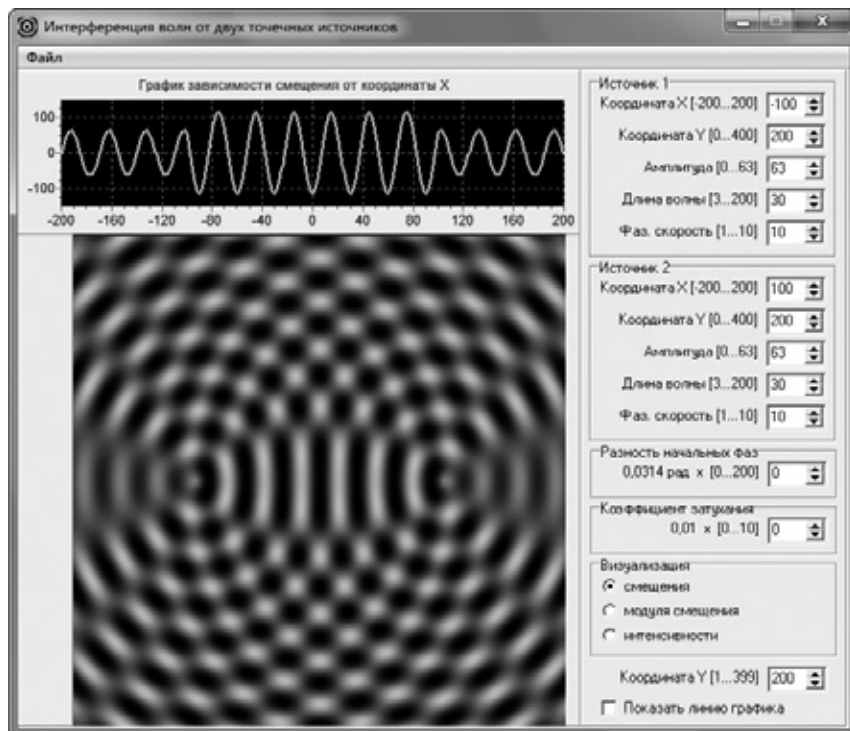 Интерференция волн от двух точечных источников
Файл
График зависимости смещения от координаты X
100
0
-100
-200 -160 -120 -80 -40 0 40 80 120 160 200
Источник 1
Координата X [-200...200] -100
Координата Y [0...400] 200
Амплитуда [0...63] 63
Длина волны [3...200] 30
Фаз. скорость [1...10] 10
Источник 2
Координата X [-200...200] 100
Координата Y [0...400] 200
Амплитуда [0...63] 63
Длина волны [3...200] 30
Фаз. скорость [1...10] 10
Разность начальных фаз
0,0314 рад x [0...200] 0
Коэффициент затухания
0,01 x [0...10] 0
Визуализация
смещения
модуля смещения
интенсивности
Координата Y [1...399] 200
Показать линию графика